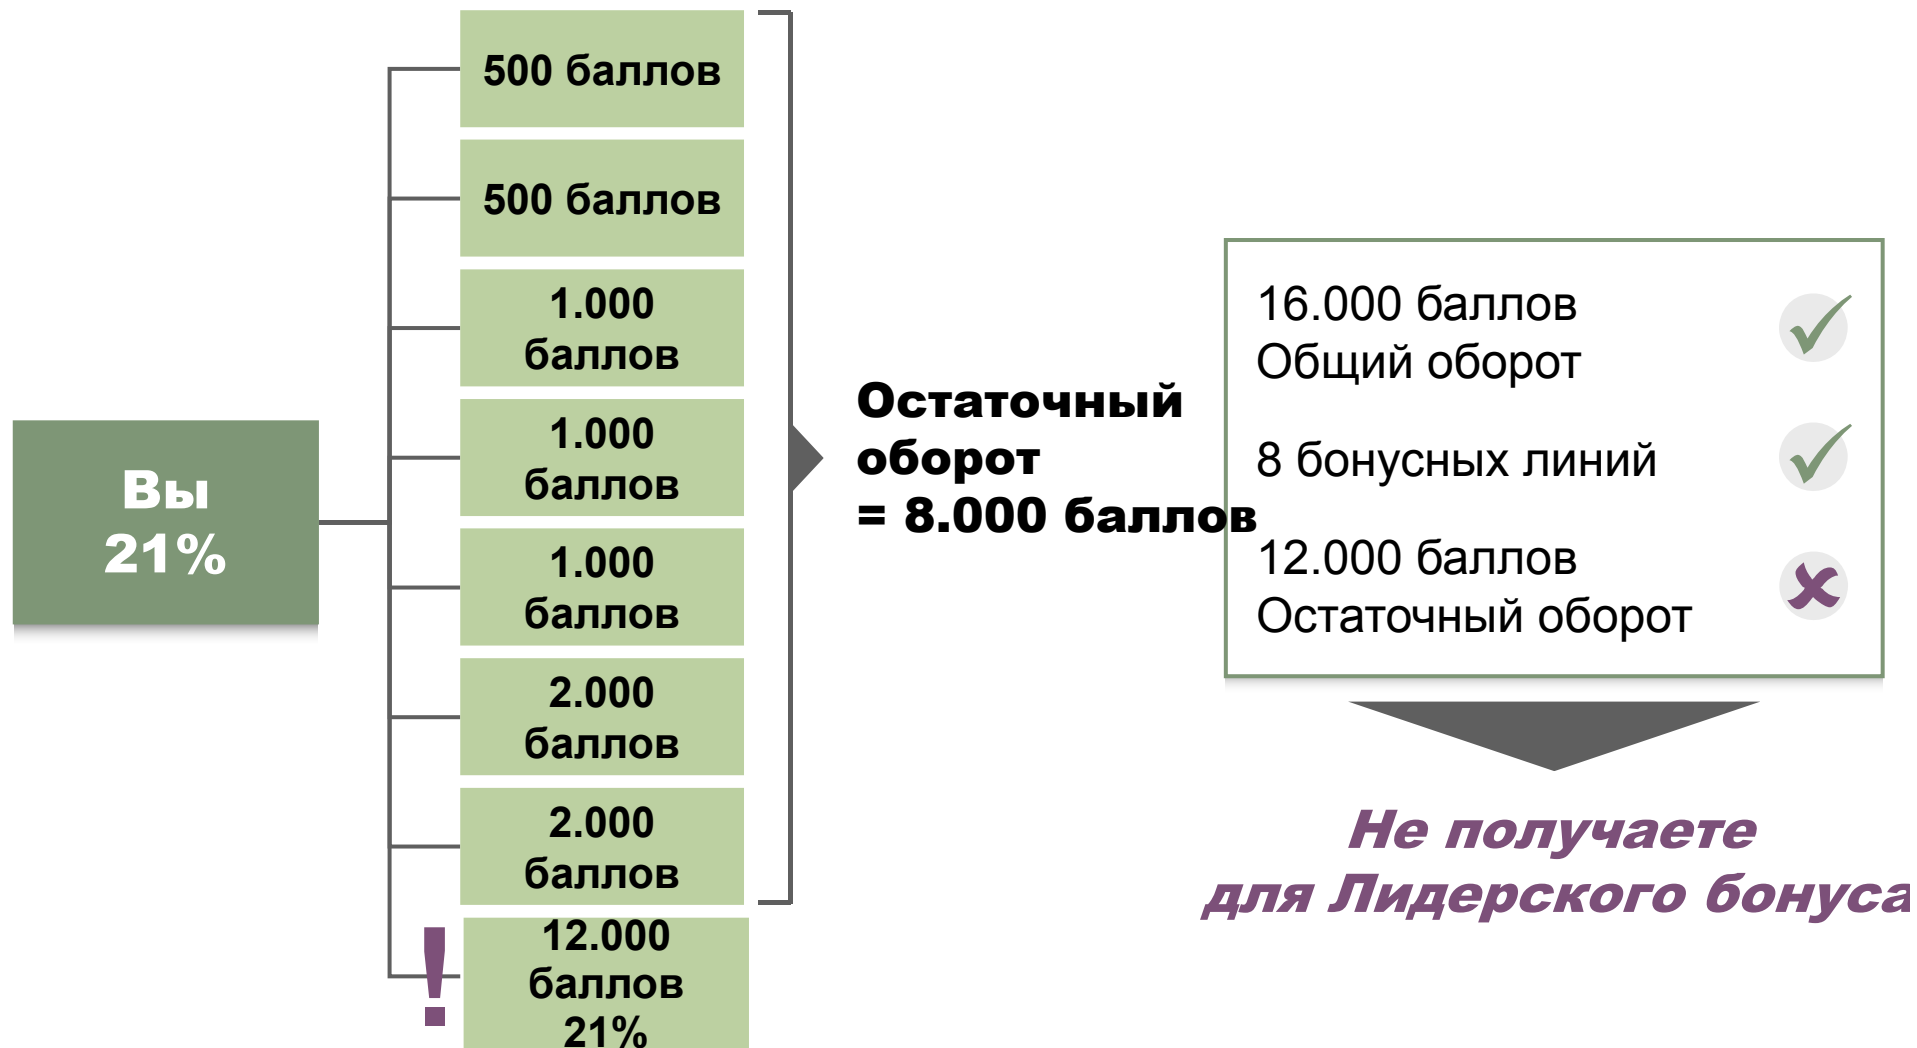 500 баллов
500 баллов
1.000
баллов
1.000
баллов
1.000
баллов
2.000
баллов
2.000
баллов
!
12.000
баллов
21%
Вы
21%
Остаточный
оборот
= 8.000 баллов
16.000 баллов
Общий оборот
8 бонусных линий
12.000 баллов
Остаточный оборот
Не получаете
для Лидерского бонуса